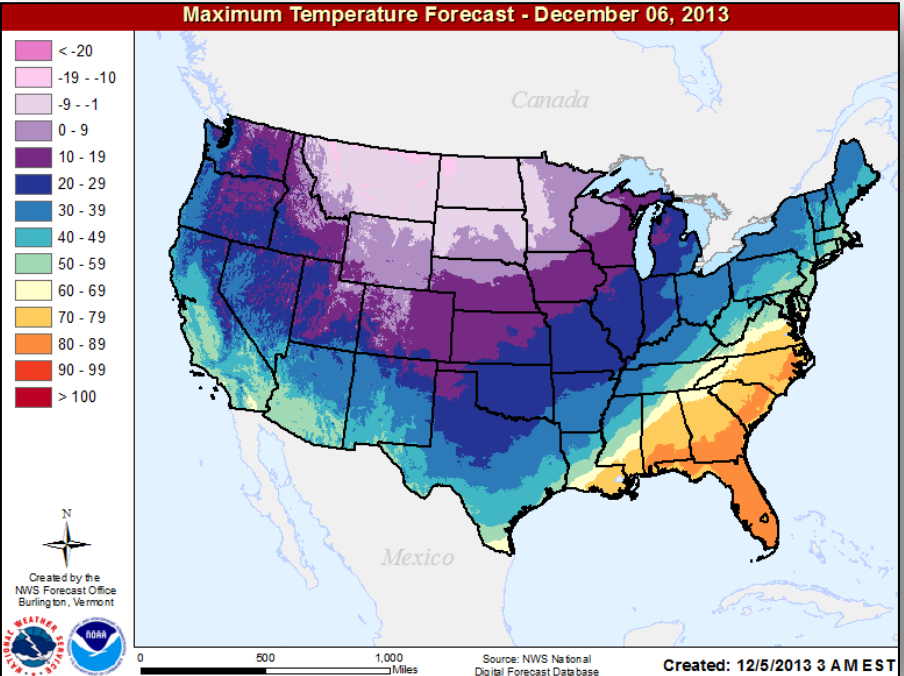 Maximum Temperature Forecast - December 06, 2013
< -20
-19 - -10
-9 - -1
0 - 9
10 - 19
20 - 29
30 - 39
40 - 49
50 - 59
60 - 69
70 - 79
80 - 89
90 - 99
> 100
Canada
Mexico
N
Created by the
NWS Forecast Office
Burlington, Vermont
NATIONAL WEATHER SERVICE
NOAA
0 500 1,000
Miles
Source: NWS National
Digital Forecast Database
Created: 12/5/2013 3 AM EST